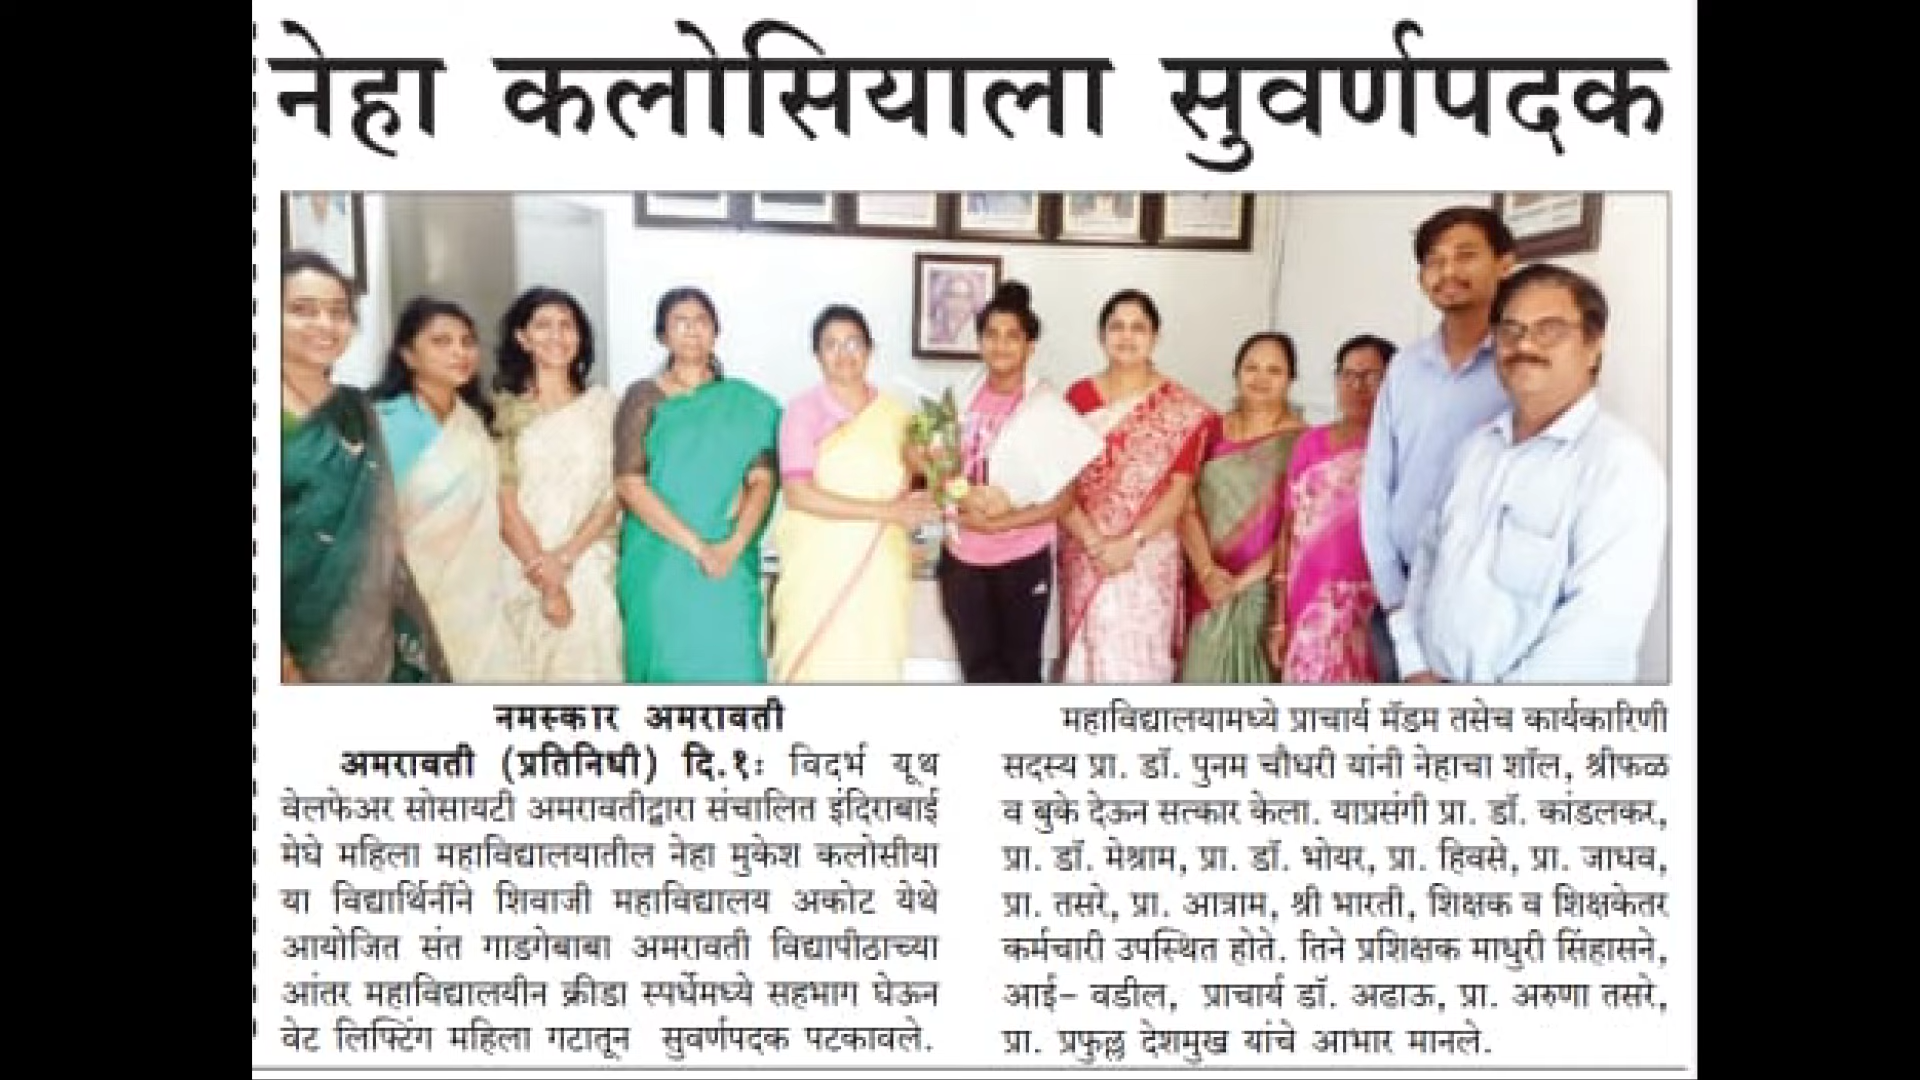 नेहा कलोसियाला सुवर्णपदक
नमस्कार अमरावती
अमरावती (प्रतिनिधी) दि.१: विदर्भ यूथ
वेलफेअर सोसायटी अमरावतीद्वारा संचालित इंदिराबाई
मेघे महिला महाविद्यालयातील नेहा मुकेश कलोसीया
या विद्यार्थिनींने शिवाजी महाविद्यालय अकोट येथे
आयोजित संत गाडगेबाबा अमरावती विद्यापीठाच्या
आंतर महाविद्यालयीन क्रीडा स्पर्धेमध्ये सहभाग घेऊन
वेट लिफ्टिंग महिला गटातून सुवर्णपदक पटकावले.
महाविद्यालयामध्ये प्राचार्य मॅडम तसेच कार्यकारिणी
सदस्य प्रा. डॉ. पुनम चौधरी यांनी नेहाचा शॉल, श्रीफळ
व बुके देऊन सत्कार केला. याप्रसंगी प्रा. डॉ. कांडलकर,
प्रा. डॉ. मेश्राम, प्रा. डॉ. भोयर, प्रा. हिवसे, प्रा. जाधव,
प्रा. तसरे, प्रा. आत्राम, श्री भारती, शिक्षक व शिक्षकेतर
कर्मचारी उपस्थित होते. तिने प्रशिक्षक माधुरी सिंहासने,
आई- वडील, प्राचार्य डॉ. अढाऊ, प्रा. अरुणा तसरे,
प्रा. प्रफुल्ल देशमुख यांचे आभार मानले.